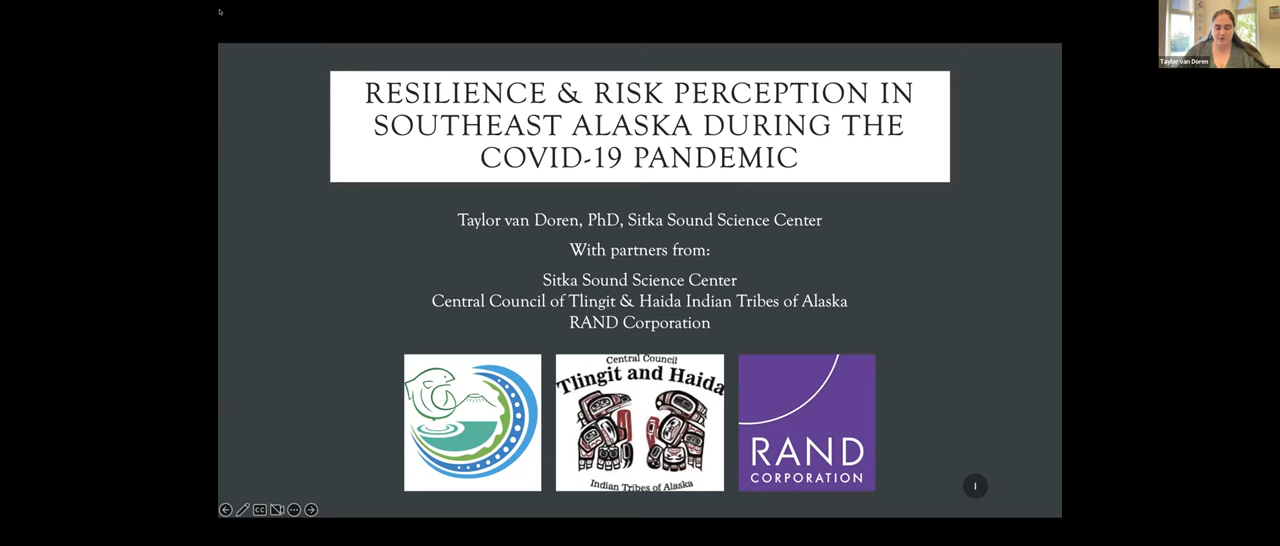 Taylor van Doren
RESILIENCE & RISK PERCEPTION IN
SOUTHEAST ALASKA DURING THE
COVID-19 PANDEMIC
Taylor van Doren, PhD, Sitka Sound Science Center
With partners from:
Sitka Sound Science Center
Central Council of Tlingit & Haida Indian Tribes of Alaska
RAND Corporation
Central Council
Tlingit and Haida
Indian Tribes of Alaska
RAND
CORPORATION
1
CC